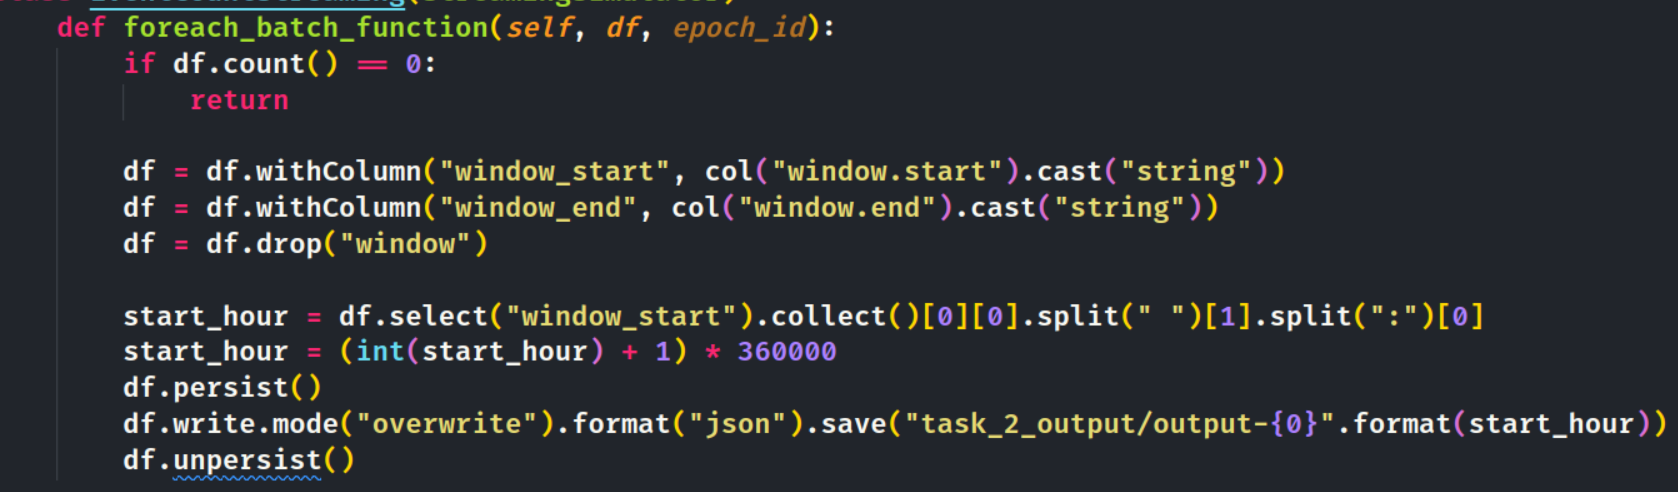 def foreach_batch_function(self, df, epoch_id):
        if df.count() == 0:
            return
        df = df.withColumn("window_start", col("window.start").cast("string"))
        df = df.withColumn("window_end", col("window.end").cast("string"))
        df = df.drop("window")
        start_hour = df.select("window_start").collect()[0][0].split(" ")[1].split(":")[0]
        start_hour = (int(start_hour) + 1) * 360000
        df.persist()
        df.write.mode("overwrite").format("json").save("task_2_output/output-{0}".format(start_hour))
        df.unpersist()